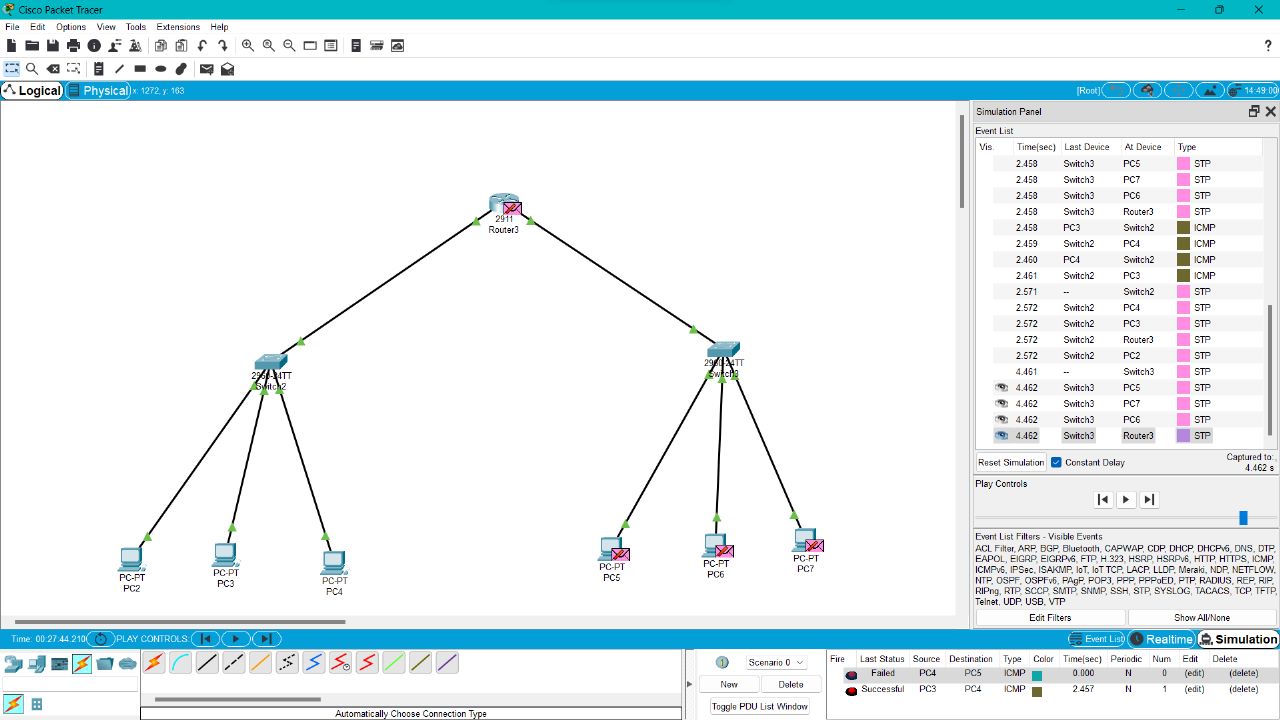 Cisco Packet Tracer
File Edit Options View Tools Extensions Help
Logical Physical x: 1272, y: 163 [Root] 14:49:00
Simulation Panel
Event List
Vis. Time(sec) Last Device At Device Type
2.458 Switch3 PC5 STP
2.458 Switch3 PC7 STP
2.458 Switch3 PC6 STP
2.458 Switch3 Router3 STP
2.458 PC3 Switch2 ICMP
2.459 Switch2 PC4 ICMP
2.460 PC4 Switch2 ICMP
2.461 Switch2 PC3 ICMP
2.571 -- Switch2 STP
2.572 Switch2 PC4 STP
2.572 Switch2 PC3 STP
2.572 Switch2 Router3 STP
2.572 Switch2 PC2 STP
4.461 -- Switch3 STP
4.462 Switch3 PC5 STP
4.462 Switch3 PC7 STP
4.462 Switch3 PC6 STP
4.462 Switch3 Router3 STP
Reset Simulation Constant Delay Captured to:
4.462 s
Play Controls
Event List Filters - Visible Events
ACL Filter, ARP, BGP, Bluetooth, CAPWAP, CDP, DHCP, DHCPv6, DNS, DTP,
EAPOL, EIGRP, EIGRPv6, FTP, H.323, HSRP, HSRPv6, HTTP, HTTPS, ICMP,
ICMPv6, IPSec, ISAKMP, IoT, IoT TCP, LACP, LLDP, Meraki, NDP, NETFLOW,
NTP, OSPF, OSPFv6, PAgP, POP3, PPP, PPPoED, PTP, RADIUS, REP, RIP,
RIPng, RTP, SCCP, SMTP, SNMP, SSH, STP, SYSLOG, TACACS, TCP, TFTP,
Telnet, UDP, USB, VTP
Edit Filters Show All/None
2911
Router3
2960-24TT
Switch2
2960-24TT
Switch3
PC-PT
PC2
PC-PT
PC3
PC-PT
PC4
PC-PT
PC5
PC-PT
PC6
PC-PT
PC7
Time: 00:27:44.210 PLAY CONTROLS: Event List Realtime Simulation
Scenario 0
New Delete
Toggle PDU List Window
Fire Last Status Source Destination Type Color Time(sec) Periodic Num Edit Delete
Failed PC4 PC5 ICMP 0.000 N 0 (edit) (delete)
Successful PC3 PC4 ICMP 2.457 N 1 (edit) (delete)
Automatically Choose Connection Type